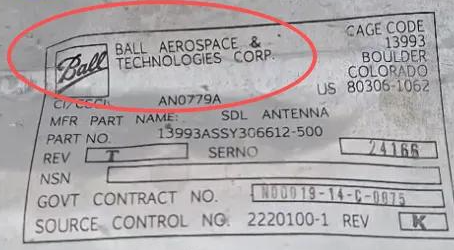 Ball
BALL AEROSPACE &
TECHNOLOGIES CORP.
CAGE CODE
13993
BOULDER
COLORADO
US 80306-1062
CI/CSCI AN0779A
MFR PART NAME: SDL ANTENNA
PART NO. 13993ASSY306612-500
REV T SERNO 24166
NSN
GOVT CONTRACT NO. N00019-14-C-0075
SOURCE CONTROL NO. 2220100-1 REV K